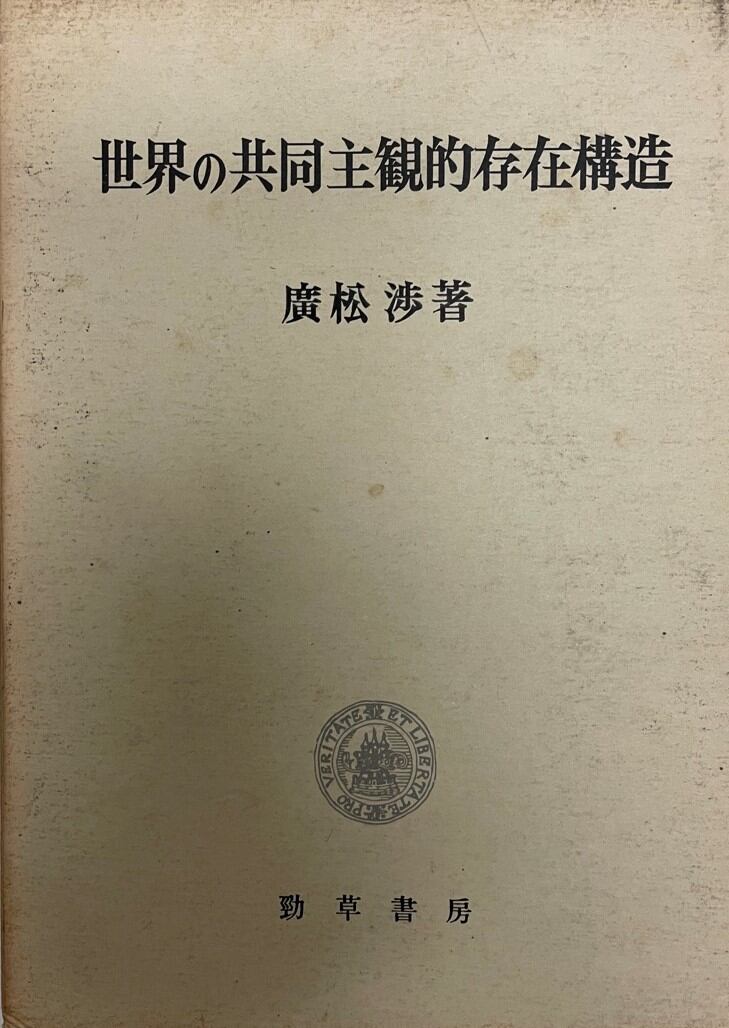 世界の共同主観的存在構造
廣松 渉 著
PRO VERITATE ET LIBERTATE
勁草書房